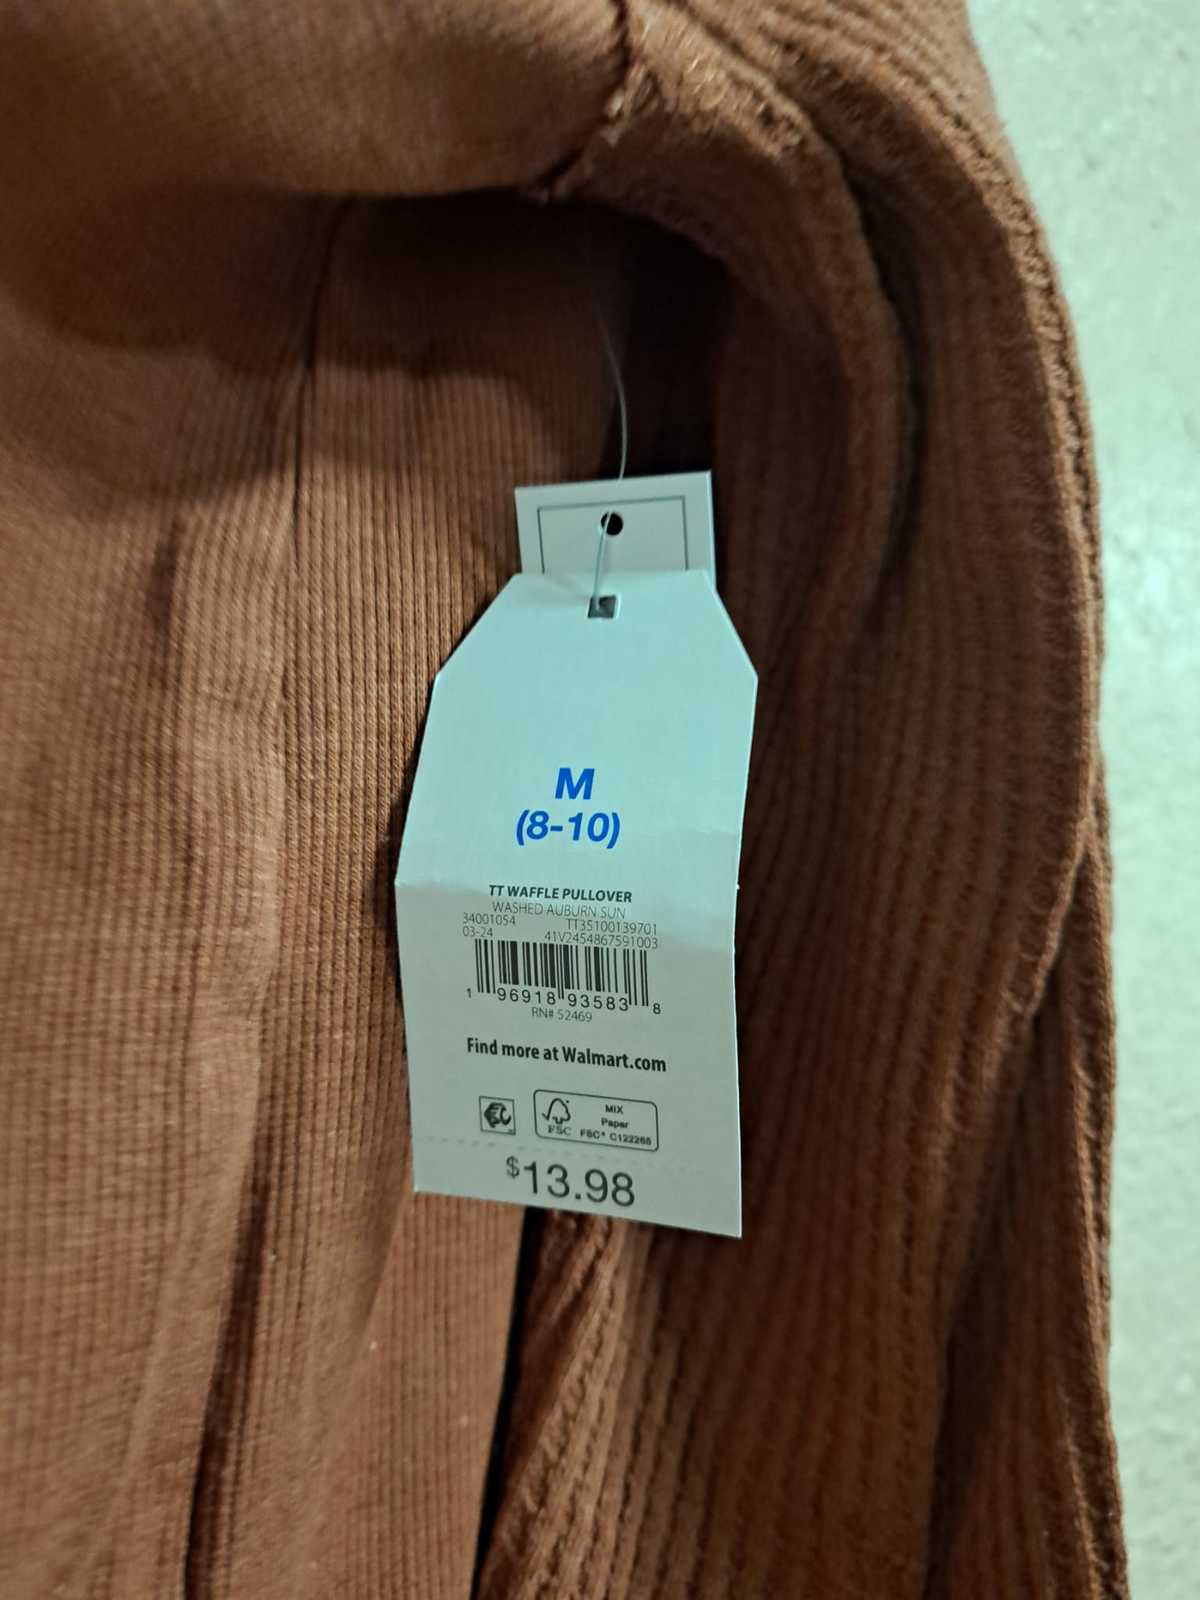 M
(8-10)
TT WAFFLE PULLOVER
WASHED AUBURN SUN
34001054 TT35100139701
03-24 41V2454867591003
1 96918 93583 8
RN# 52469
Find more at Walmart.com
FSC
MIX
Paper
FSC® C122265
$13.98